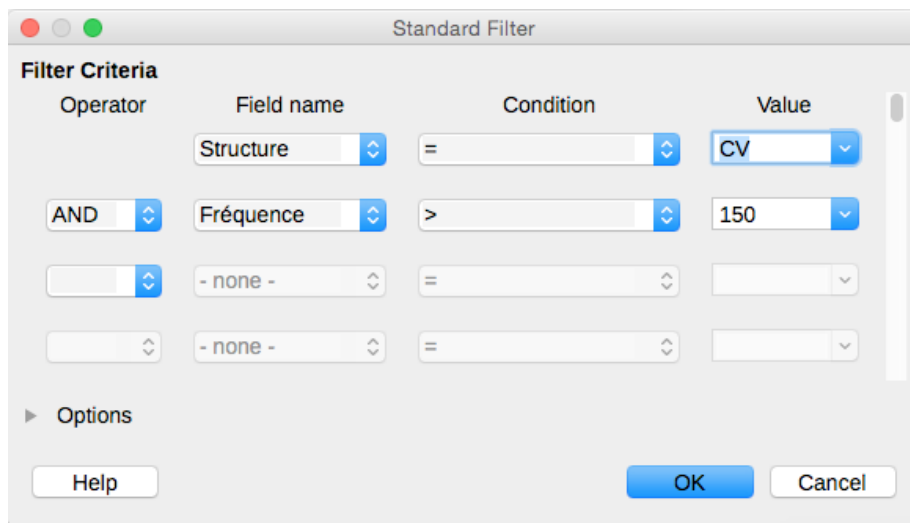 Standard Filter
Filter Criteria
Operator Field name Condition Value
Structure = CV
AND Fréquence > 150
- none - =
- none - =
Options
Help OK Cancel